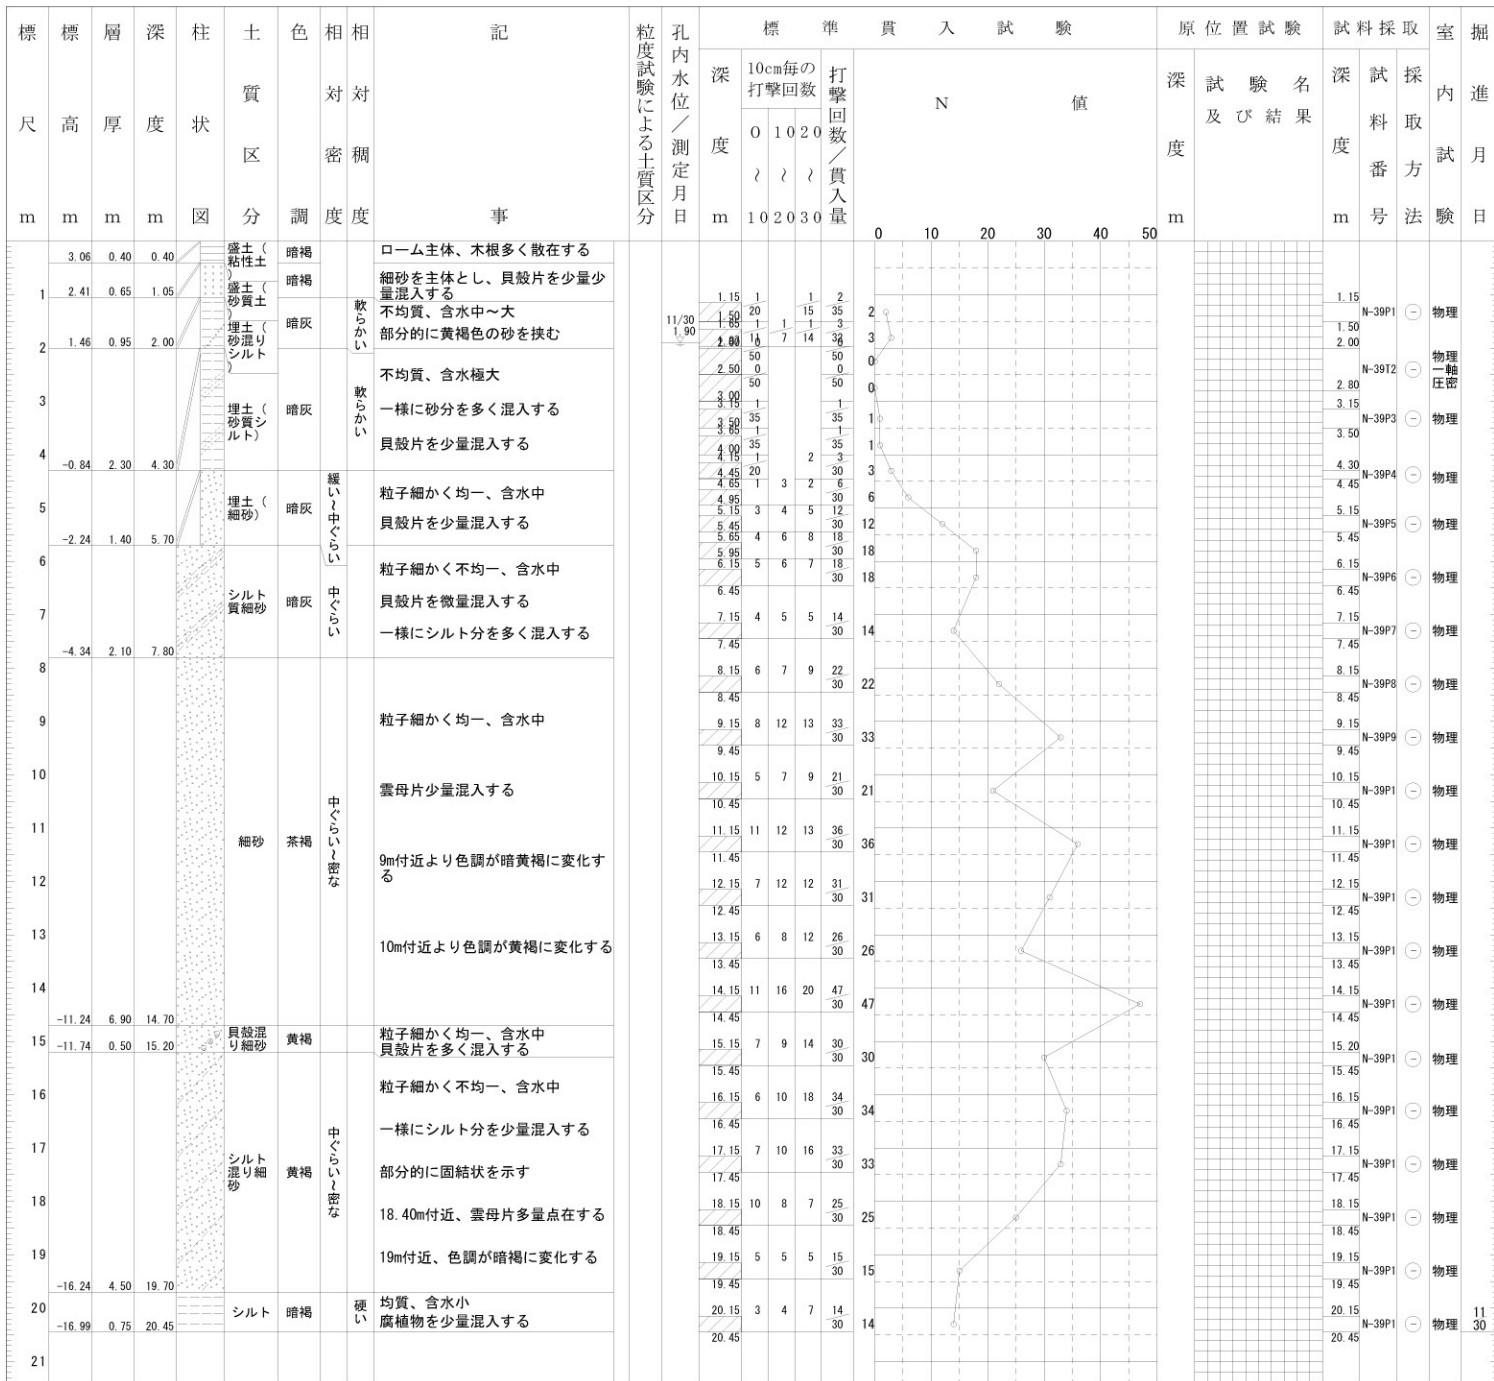 標尺 m
標高 m
層厚 m
深度 m
柱状図
土質区分
色調
相対密度
相対稠度
記事
粒度試験による土質区分
孔内水位／測定月日
標準貫入試験
深度 m
10cm毎の打撃回数
0～10
10～20
20～30
打撃回数／貫入量
N値
0 10 20 30 40 50
原位置試験
深度 m
試験名及び結果
試料採取
深度 m
試料番号
採取方法
室内試験
掘進月日
3.06 0.40 0.40 盛土（粘性土） 暗褐 ローム主体、木根多く散在する
2.41 0.65 1.05 盛土（砂質土） 暗褐 細砂を主体とし、貝殻片を少量少量混入する
1.46 0.95 2.00 埋土（砂混りシルト） 暗灰 軟らかい
不均質、含水中～大
部分的に黄褐色の砂を挟む
-0.84 2.30 4.30 埋土（砂質シルト） 暗灰 軟らかい
不均質、含水極大
一様に砂分を多く混入する
貝殻片を少量混入する
-2.24 1.40 5.70 埋土（細砂） 暗灰 緩い～中ぐらい
粒子細かく均一、含水中
貝殻片を少量混入する
-4.34 2.10 7.80 シルト質細砂 暗灰 中ぐらい
粒子細かく不均一、含水中
貝殻片を微量混入する
一様にシルト分を多く混入する
-11.24 6.90 14.70 細砂 茶褐 中ぐらい～密な
粒子細かく均一、含水中
雲母片少量混入する
9m付近より色調が暗黄褐に変化する
10m付近より色調が黄褐に変化する
-11.74 0.50 15.20 貝殻混り細砂 黄褐
粒子細かく均一、含水中
貝殻片を多く混入する
-16.24 4.50 19.70 シルト混り細砂 黄褐 中ぐらい～密な
粒子細かく不均一、含水中
一様にシルト分を少量混入する
部分的に固結状を示す
18.40m付近、雲母片多量点在する
19m付近、色調が暗褐に変化する
-16.99 0.75 20.45 シルト 暗褐 硬い
均質、含水小
腐植物を少量混入する
1
2
3
4
5
6
7
8
9
10
11
12
13
14
15
16
17
18
19
20
21
11/30
1.90
1.15 1 1 2
1.50 20 15 35 2
1.65 1 1 1 3
11 7 14 32 3
50 50 0
2.50 0 0
3.00 50 50 0
3.15 1 1
3.50 35 35 1
3.65 1 1
4.00 35 35 1
4.15 1 2 3
4.45 20 30 3
4.65 1 3 2 6
4.95 30 6
5.15 3 4 5 12
5.45 30 12
5.65 4 6 8 18
5.95 30 18
6.15 5 6 7 18
6.45 30 18
7.15 4 5 5 14
7.45 30 14
8.15 6 7 9 22
8.45 30 22
9.15 8 12 13 33
9.45 30 33
10.15 5 7 9 21
10.45 30 21
11.15 11 12 13 36
11.45 30 36
12.15 7 12 12 31
12.45 30 31
13.15 6 8 12 26
13.45 30 26
14.15 11 16 20 47
14.45 30 47
15.15 7 9 14 30
15.45 30 30
16.15 6 10 18 34
16.45 30 34
17.15 7 10 16 33
17.45 30 33
18.15 10 8 7 25
18.45 30 25
19.15 5 5 5 15
19.45 30 15
20.15 3 4 7 14
20.45 30 14
1.15 N-39P1 － 物理
1.50
2.00 N-39T2 － 物理 一軸 圧密
2.80
3.15 N-39P3 － 物理
3.50
4.30 N-39P4 － 物理
4.45
5.15 N-39P5 － 物理
5.45
6.15 N-39P6 － 物理
6.45
7.15 N-39P7 － 物理
7.45
8.15 N-39P8 － 物理
8.45
9.15 N-39P9 － 物理
9.45
10.15 N-39P1 － 物理
10.45
11.15 N-39P1 － 物理
11.45
12.15 N-39P1 － 物理
12.45
13.15 N-39P1 － 物理
13.45
14.15 N-39P1 － 物理
14.45
15.20 N-39P1 － 物理
15.45
16.15 N-39P1 － 物理
16.45
17.15 N-39P1 － 物理
17.45
18.15 N-39P1 － 物理
18.45
19.15 N-39P1 － 物理
19.45
20.15 N-39P1 － 物理
20.45
11
30